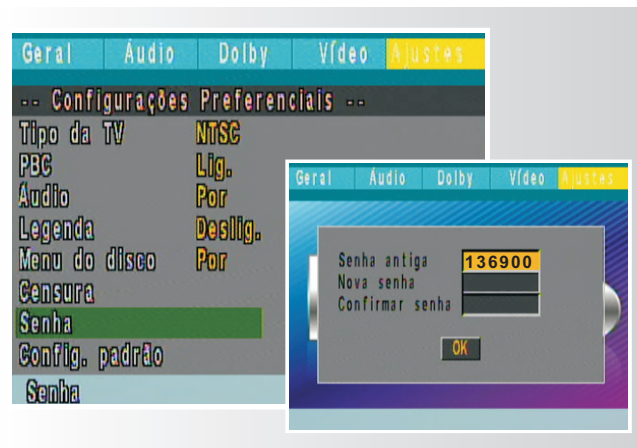 Geral Áudio Dolby Vídeo Ajustes
-- Configurações Preferenciais --
Tipo da TV NTSC
PBC Lig.
Áudio Por
Legenda Deslig.
Menu do disco Por
Censura
Senha
Config. padrão
Senha
Geral Áudio Dolby Vídeo Ajustes
Senha antiga 136900
Nova senha
Confirmar senha
OK